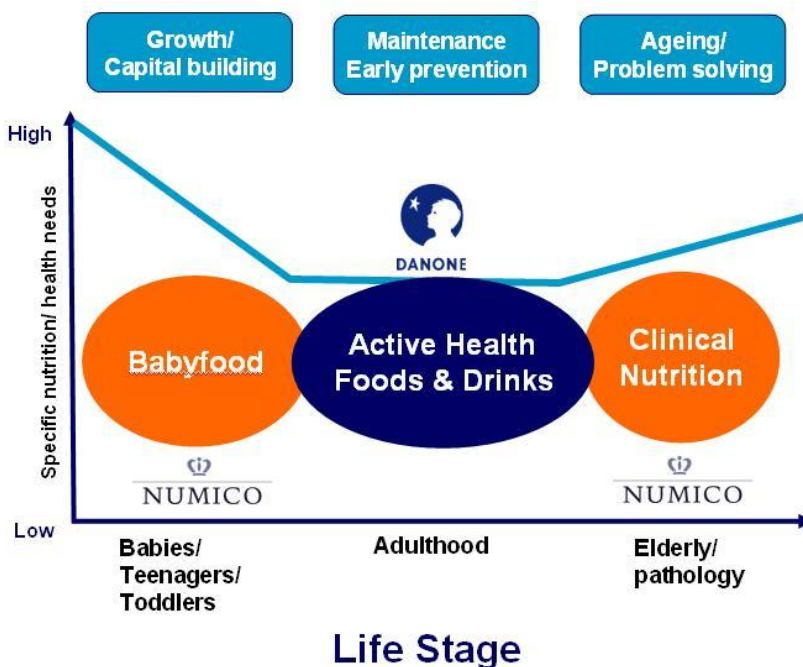 Growth/
Capital building
Maintenance
Early prevention
Ageing/
Problem solving
High
Specific nutrition/ health needs
DANONE
Babyfood
Active Health
Foods & Drinks
Clinical
Nutrition
NUMICO
NUMICO
Low
Babies/
Teenagers/
Toddlers
Adulthood
Elderly/
pathology
Life Stage